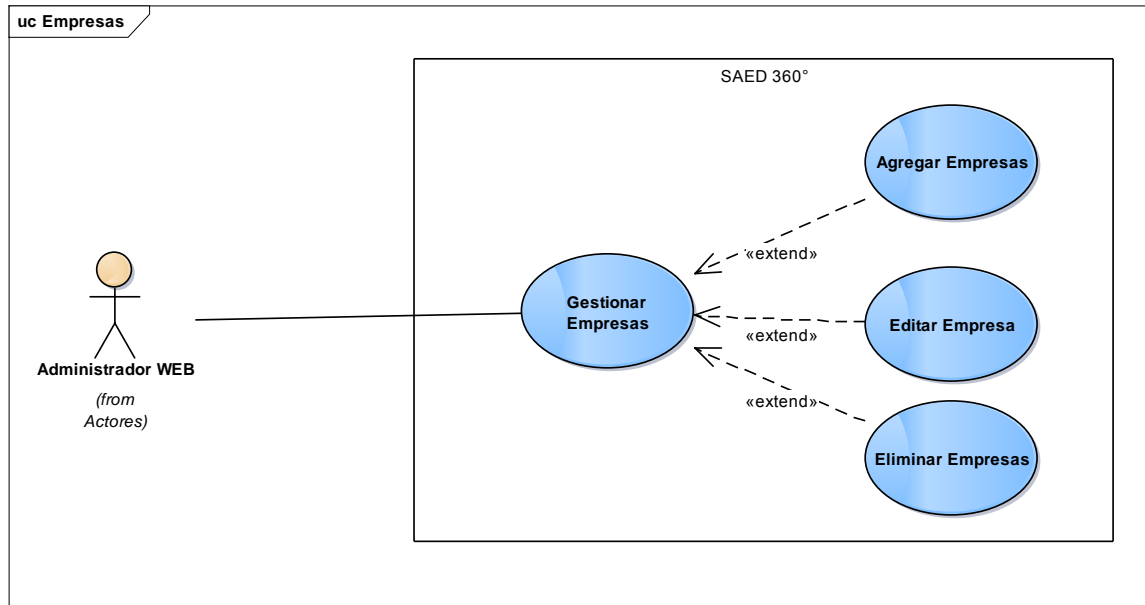 uc Empresas
SAED 360°
Agregar Empresas
«extend»
Gestionar
Empresas
Editar Empresa
«extend»
Administrador WEB
(from
Actores)
«extend»
Eliminar Empresas